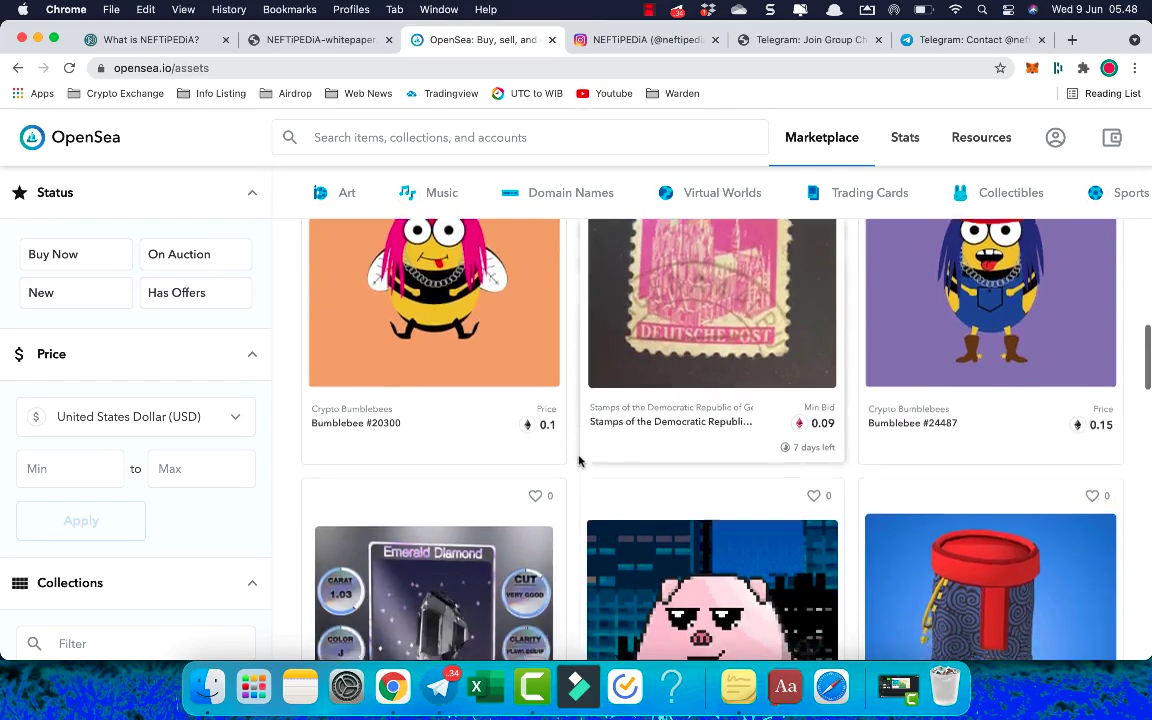 Chrome File Edit View History Bookmarks Profiles Tab Window Help Wed 9 Jun 05.48
What is NEFTiPEDiA? NEFTiPEDiA-whitepaper OpenSea: Buy, sell, and NEFTiPEDiA (@neftipedi Telegram: Join Group Ch Telegram: Contact @neft
opensea.io/assets
Apps Crypto Exchange Info Listing Airdrop Web News Tradingview UTC to WIB Youtube Warden Reading List
OpenSea Search items, collections, and accounts Marketplace Stats Resources
Status Art Music Domain Names Virtual Worlds Trading Cards Collectibles Sports
Buy Now On Auction
New Has Offers
Price
United States Dollar (USD)
Min to Max
Apply
Collections
Filter
DEUTSCHE POST
Crypto Bumblebees Price
Bumblebee #20300 0.1
Stamps of the Democratic Republic of Ge Min Bid
Stamps of the Democratic Republi... 0.09
7 days left
Crypto Bumblebees Price
Bumblebee #24487 0.15
0 0 0
Emerald Diamond
CARAT
1.03
CUT
VERY GOOD
COLOR
J
CLARITY
34
Aa